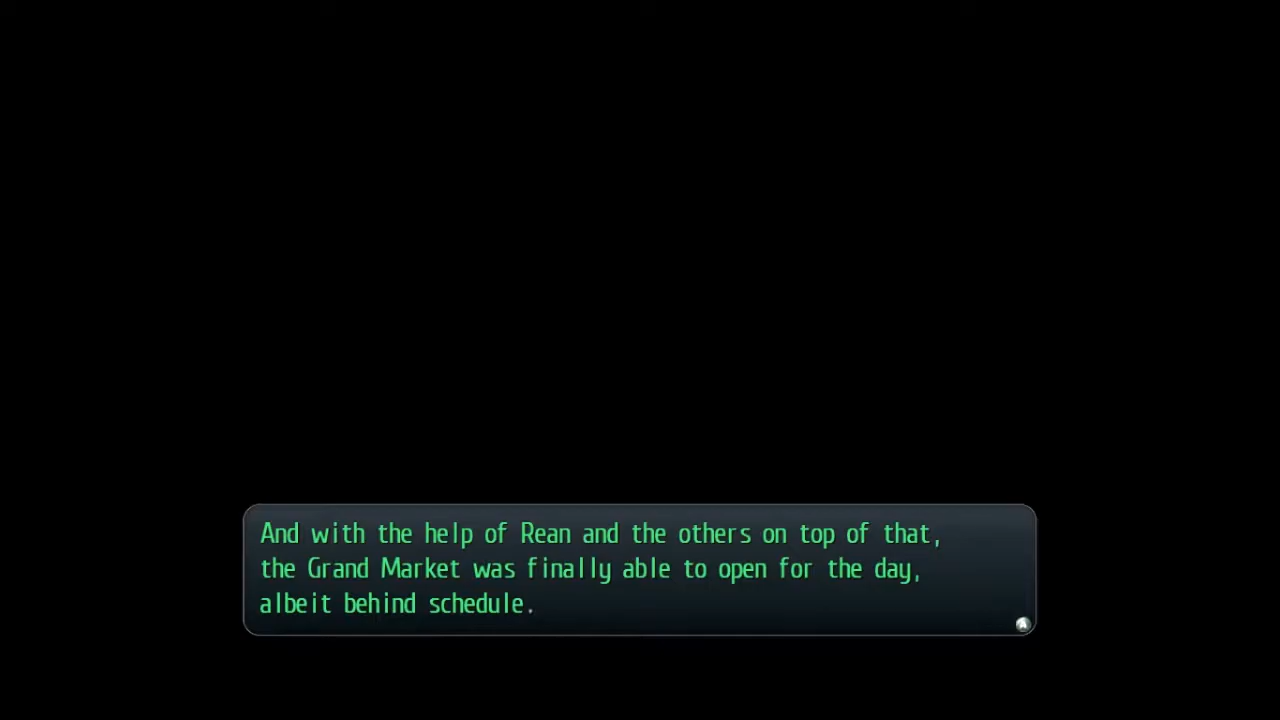 And with the help of Rean and the others on top of that,
the Grand Market was finally able to open for the day,
albeit behind schedule.